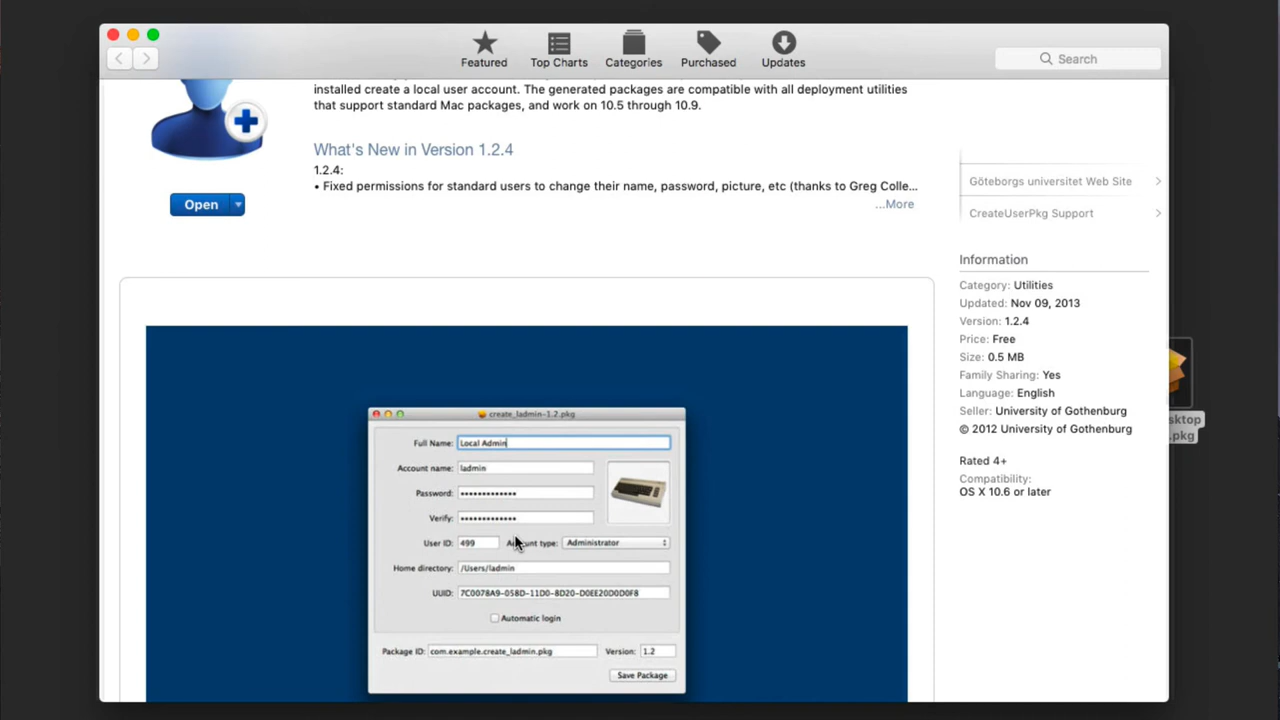 Featured
Top Charts
Categories
Purchased
Updates
Search
installed create a local user account. The generated packages are compatible with all deployment utilities
that support standard Mac packages, and work on 10.5 through 10.9.
What's New in Version 1.2.4
1.2.4:
• Fixed permissions for standard users to change their name, password, picture, etc (thanks to Greg Colle...
...More
Open
Göteborgs universitet Web Site
CreateUserPkg Support
Information
Category: Utilities
Updated: Nov 09, 2013
Version: 1.2.4
Price: Free
Size: 0.5 MB
Family Sharing: Yes
Language: English
Seller: University of Gothenburg
© 2012 University of Gothenburg
Rated 4+
Compatibility:
OS X 10.6 or later
sktop
.pkg
create_ladmin-1.2.pkg
Full Name: Local Admin
Account name: ladmin
Password: •••••••••••••
Verify: •••••••••••••
User ID: 499 type: Administrator
Home directory: /Users/ladmin
UUID: 7C0078A9-058D-11D0-8D20-D0EE20D0D0F8
Automatic login
Package ID: com.example.create_ladmin.pkg Version: 1.2
Save Package